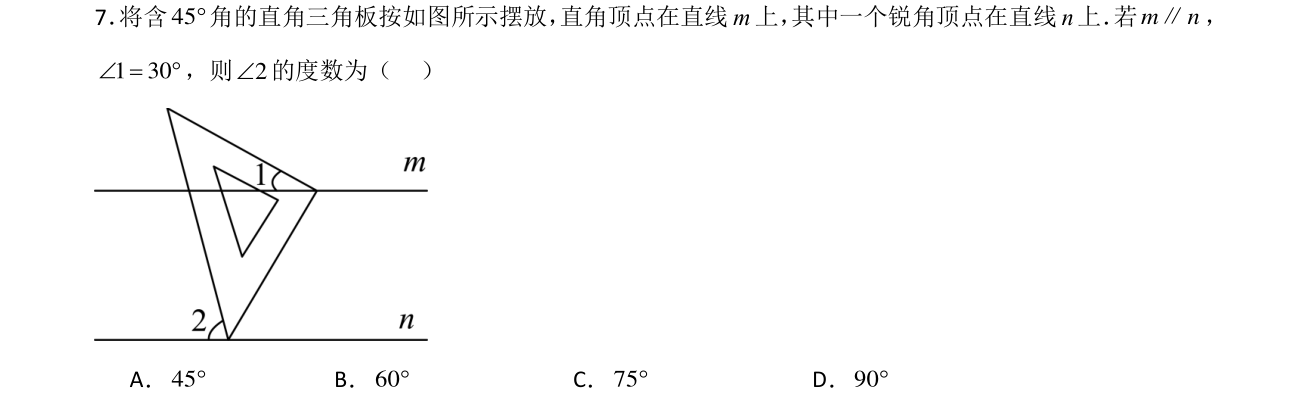 7.将含45°角的直角三角板按如图所示摆放,直角顶点在直线m上,其中一个锐角顶点在直线n上.若m∥n,
∠1=30°,则∠2的度数为( )
m
1
2
n
A. 45° B. 60° C. 75° D. 90°